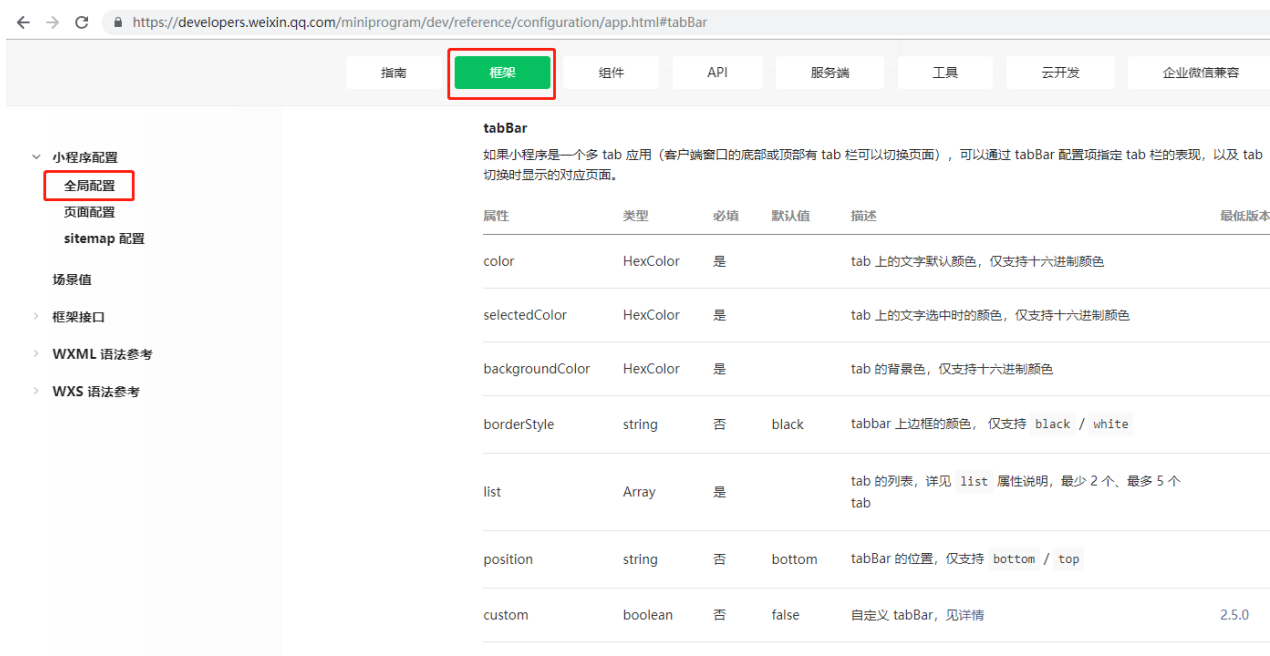 https://developers.weixin.qq.com/miniprogram/dev/reference/configuration/app.html#tabBar
指南 框架 组件 API 服务端 工具 云开发 企业微信兼容
小程序配置
全局配置
页面配置
sitemap 配置
场景值
框架接口
WXML 语法参考
WXS 语法参考
tabBar
如果小程序是一个多 tab 应用（客户端窗口的底部或顶部有 tab 栏可以切换页面），可以通过 tabBar 配置项指定 tab 栏的表现，以及 tab
切换时显示的对应页面。
属性 类型 必填 默认值 描述 最低版本
color HexColor 是 tab 上的文字默认颜色，仅支持十六进制颜色
selectedColor HexColor 是 tab 上的文字选中时的颜色，仅支持十六进制颜色
backgroundColor HexColor 是 tab 的背景色，仅支持十六进制颜色
borderStyle string 否 black tabbar 上边框的颜色， 仅支持 black / white
list Array 是 tab 的列表，详见 list 属性说明，最少 2 个、最多 5 个
tab
position string 否 bottom tabBar 的位置，仅支持 bottom / top
custom boolean 否 false 自定义 tabBar，见详情 2.5.0